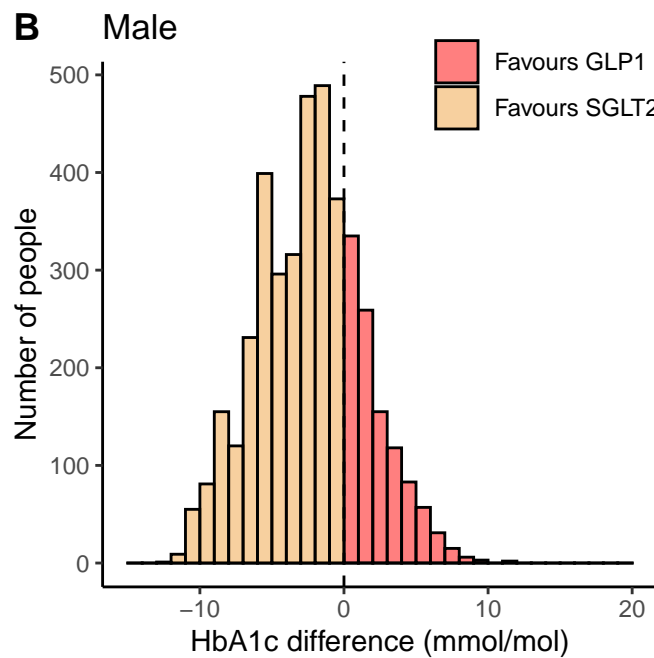 B Male
Favours GLP1
Favours SGLT2
500
400
300
200
100
0
Number of people
−10 0 10 20
HbA1c difference (mmol/mol)